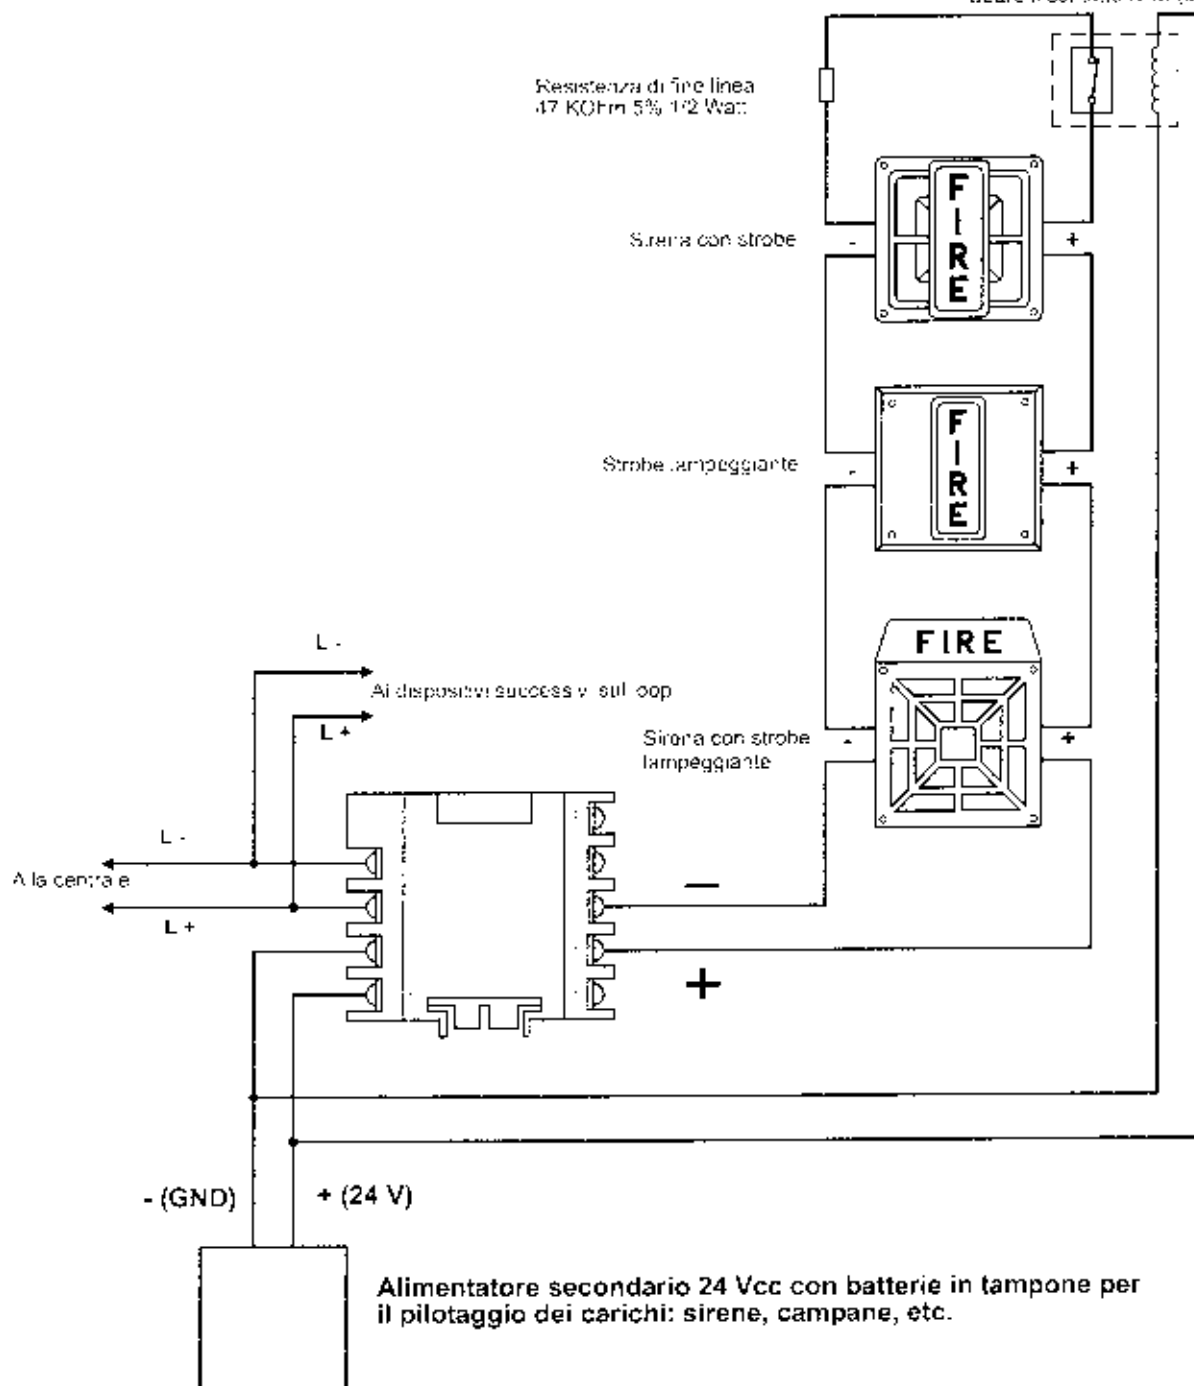 Resistenza di fine linea
47 KOhm 5% 1/2 Watt
FIRE
Sirena con strobe
-
+
FIRE
Strobe lampeggiante
-
+
L -
FIRE
Ai dispositivi successivi sul loop
L +
Sirena con strobe
lampeggiante
-
+
L -
Alla centrale
L +
—
+
- (GND)
+ (24 V)
Alimentatore secondario 24 Vcc con batterie in tampone per
il pilotaggio dei carichi: sirene, campane, etc.